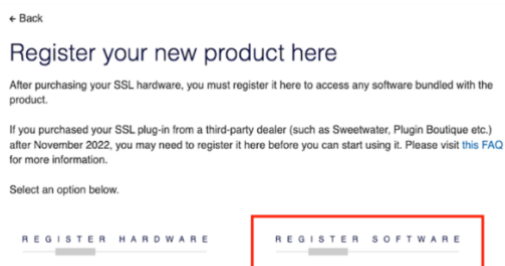 ← Back
Register your new product here
After purchasing your SSL hardware, you must register it here to access any software bundled with the
product.
If you purchased your SSL plug-in from a third-party dealer (such as Sweetwater, Plugin Boutique etc.)
after November 2022, you may need to register it here before you can start using it. Please visit this FAQ
for more information.
Select an option below.
REGISTER HARDWARE REGISTER SOFTWARE